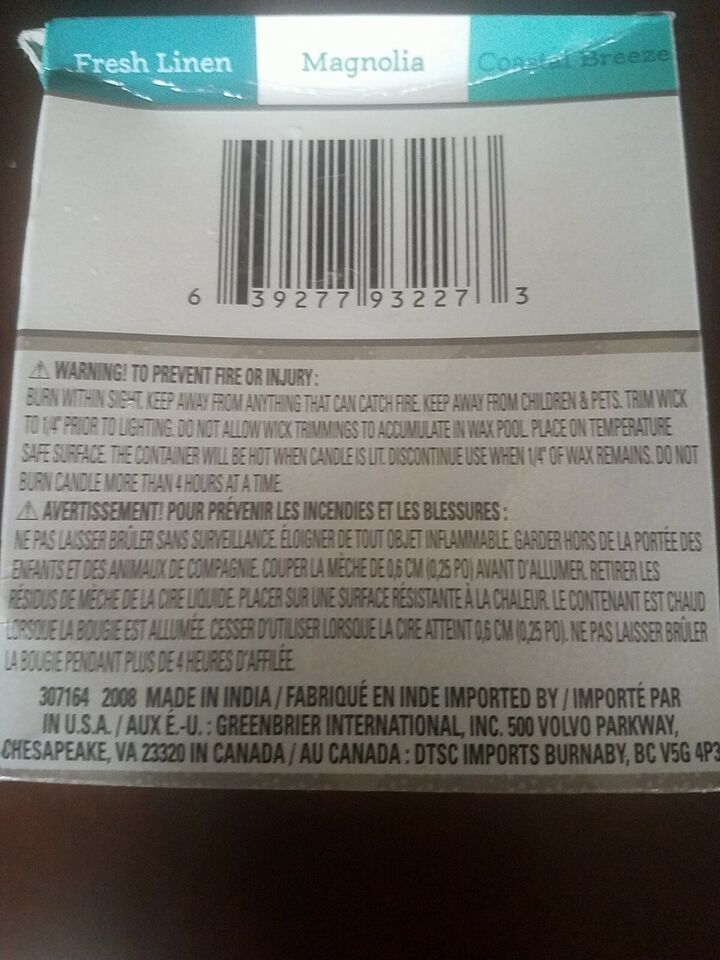 Fresh Linen Magnolia Coastal Breeze
6 39277 93227 3
⚠ WARNING! TO PREVENT FIRE OR INJURY:
BURN WITHIN SIGHT. KEEP AWAY FROM ANYTHING THAT CAN CATCH FIRE. KEEP AWAY FROM CHILDREN & PETS. TRIM WICK
TO 1/4" PRIOR TO LIGHTING. DO NOT ALLOW WICK TRIMMINGS TO ACCUMULATE IN WAX POOL. PLACE ON TEMPERATURE
SAFE SURFACE. THE CONTAINER WILL BE HOT WHEN CANDLE IS LIT. DISCONTINUE USE WHEN 1/4" OF WAX REMAINS. DO NOT
BURN CANDLE MORE THAN 4 HOURS AT A TIME.
⚠ AVERTISSEMENT! POUR PRÉVENIR LES INCENDIES ET LES BLESSURES :
NE PAS LAISSER BRÛLER SANS SURVEILLANCE. ÉLOIGNER DE TOUT OBJET INFLAMMABLE. GARDER HORS DE LA PORTÉE DES
ENFANTS ET DES ANIMAUX DE COMPAGNIE. COUPER LA MÈCHE DE 0,6 CM (0,25 PO) AVANT D'ALLUMER. RETIRER LES
RÉSIDUS DE MÈCHE DE LA CIRE LIQUIDE. PLACER SUR UNE SURFACE RÉSISTANTE À LA CHALEUR. LE CONTENANT EST CHAUD
LORSQUE LA BOUGIE EST ALLUMÉE. CESSER D'UTILISER LORSQUE LA CIRE ATTEINT 0,6 CM (0,25 PO). NE PAS LAISSER BRÛLER
LA BOUGIE PENDANT PLUS DE 4 HEURES D'AFFILÉE.
307164 2008 MADE IN INDIA / FABRIQUÉ EN INDE IMPORTED BY / IMPORTÉ PAR
IN U.S.A. / AUX É.-U. : GREENBRIER INTERNATIONAL, INC. 500 VOLVO PARKWAY,
CHESAPEAKE, VA 23320 IN CANADA / AU CANADA : DTSC IMPORTS BURNABY, BC V5G 4P3